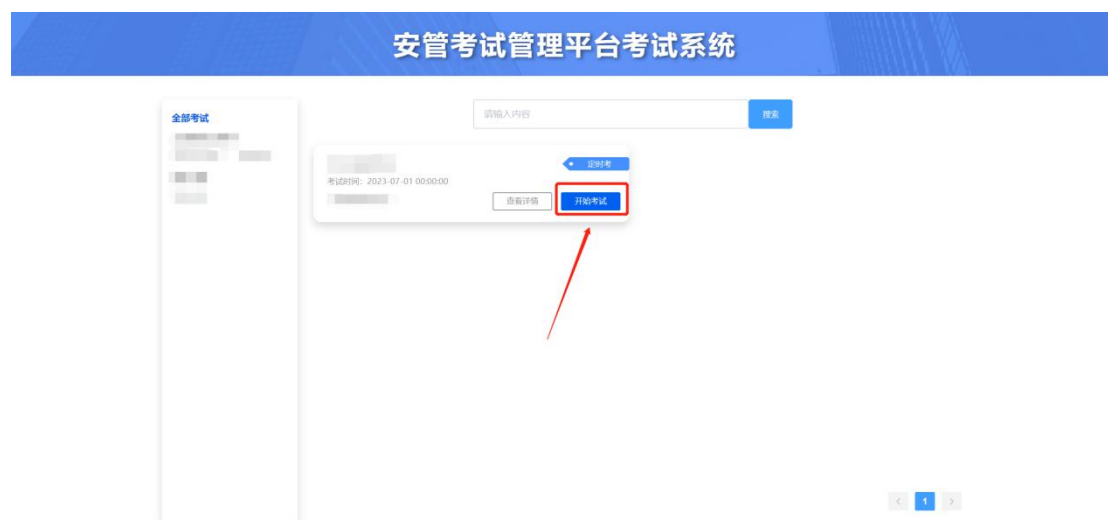 安管考试管理平台考试系统
全部考试
请输入内容
搜索
定时考
考试时间：2023-07-01 00:00:00
查看详情
开始考试
< 1 >